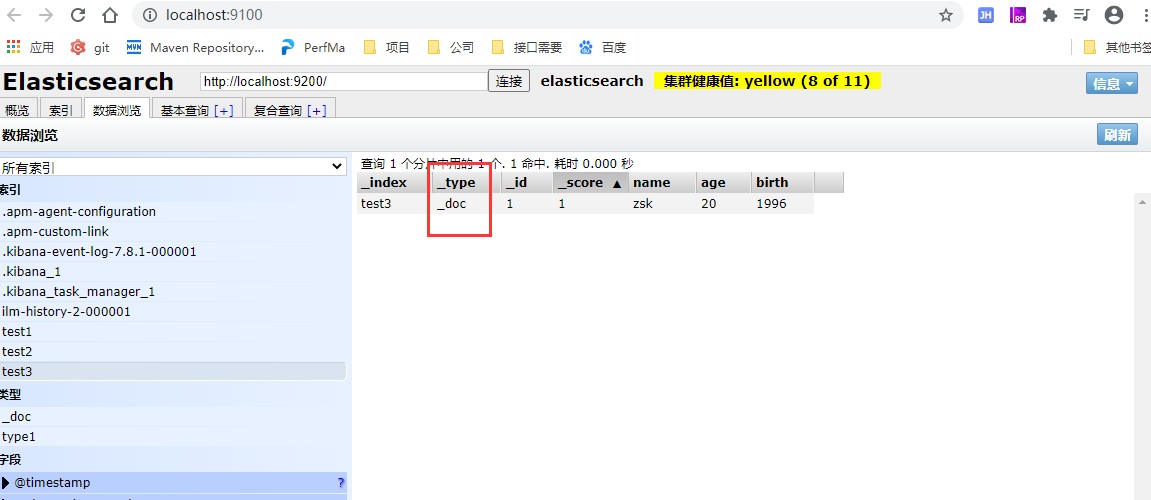 localhost:9100
应用 git Maven Repository... PerfMa 项目 公司 接口需要 百度 其他书签
Elasticsearch http://localhost:9200/ 连接 elasticsearch 集群健康值: yellow (8 of 11) 信息
概览 索引 数据浏览 基本查询 [+] 复合查询 [+]
数据浏览 刷新
所有索引
索引
.apm-agent-configuration
.apm-custom-link
.kibana-event-log-7.8.1-000001
.kibana_1
.kibana_task_manager_1
ilm-history-2-000001
test1
test2
test3
类型
_doc
type1
字段
@timestamp ?
查询 1 个分片中用的 1 个. 1 命中. 耗时 0.000 秒
_index _type _id _score ▲ name age birth
test3 _doc 1 1 zsk 20 1996